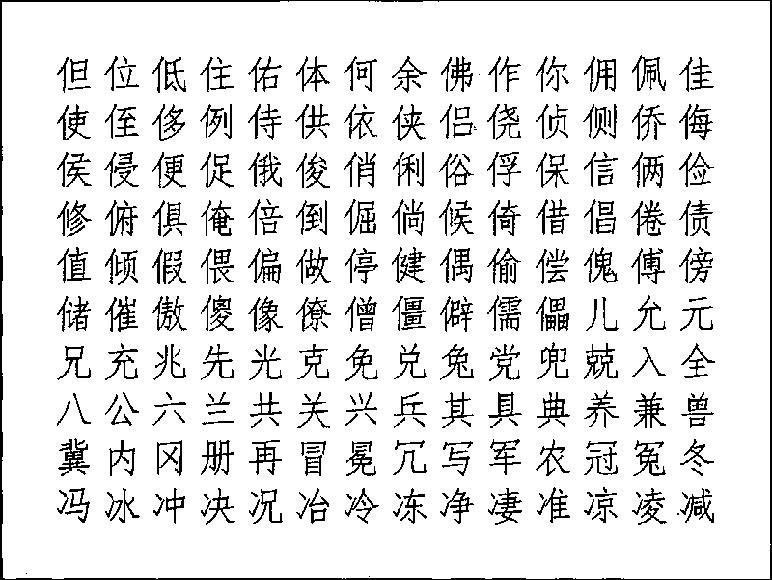 但位低住佑体何余佛作你佣佩佳
使侄侈例侍供依侠侣侥侦侧侨侮
侯侵便促俄俊俏俐俗俘保信俩俭
修俯俱俺倍倒倔倘候倚借倡倦债
值倾假偎偏做停健偶偷偿傀傅傍
储催傲傻像僚僧僵僻儒儡儿允元
兄充兆先光克免兑兔党兜兢入全
八公六兰共关兴兵其具典养兼兽
冀内冈册再冒冕冗写军农冠冤冬
冯冰冲决况冶冷冻净凄准凉凌减